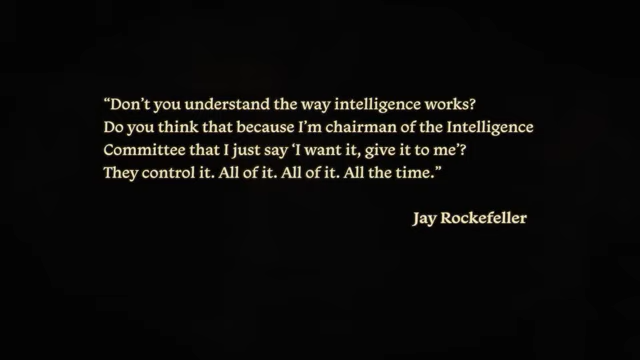 “Don’t you understand the way intelligence works?
Do you think that because I’m chairman of the Intelligence
Committee that I just say ‘I want it, give it to me’?
They control it. All of it. All of it. All the time.”
Jay Rockefeller